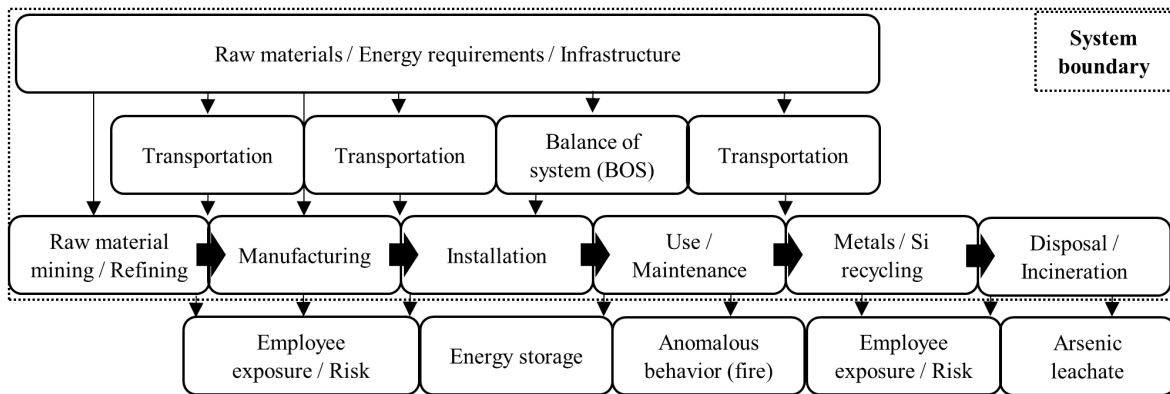 Raw materials / Energy requirements / Infrastructure
System
boundary
Transportation
Transportation
Balance of
system (BOS)
Transportation
Raw material
mining / Refining
Manufacturing
Installation
Use /
Maintenance
Metals / Si
recycling
Disposal /
Incineration
Employee
exposure / Risk
Energy storage
Anomalous
behavior (fire)
Employee
exposure / Risk
Arsenic
leachate